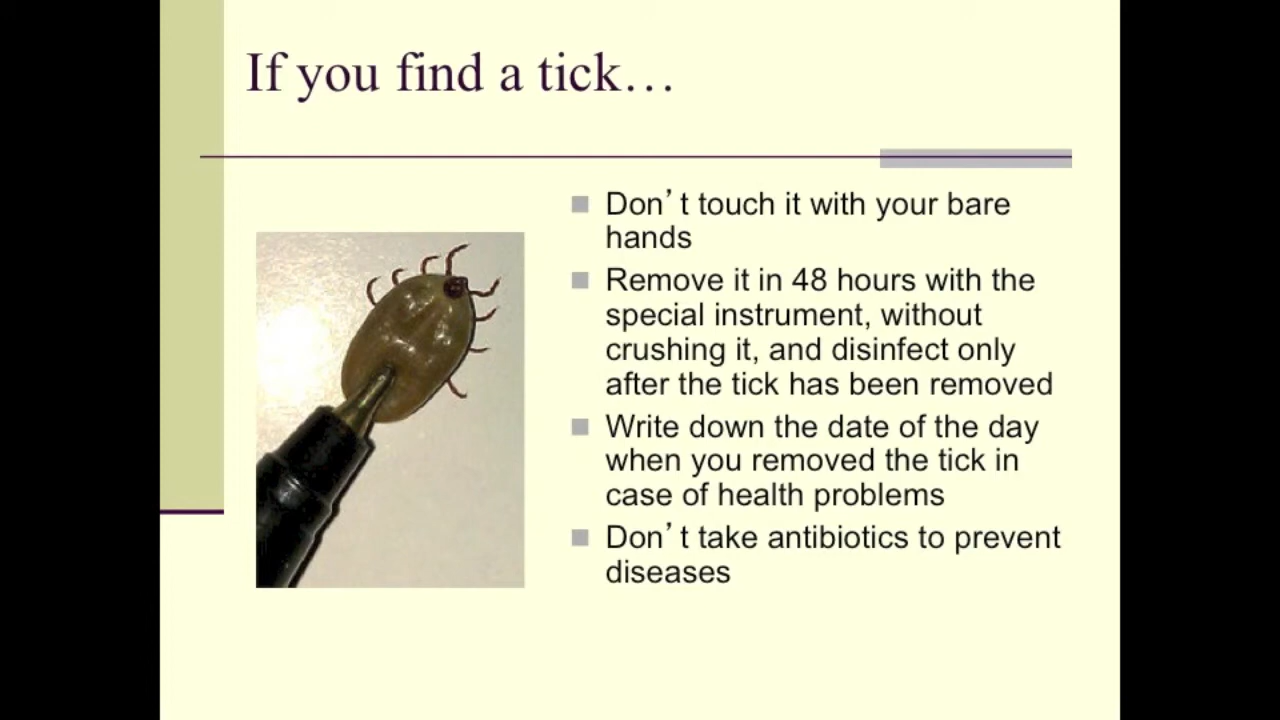 If you find a tick…
Don’t touch it with your bare
hands
Remove it in 48 hours with the
special instrument, without
crushing it, and disinfect only
after the tick has been removed
Write down the date of the day
when you removed the tick in
case of health problems
Don’t take antibiotics to prevent
diseases